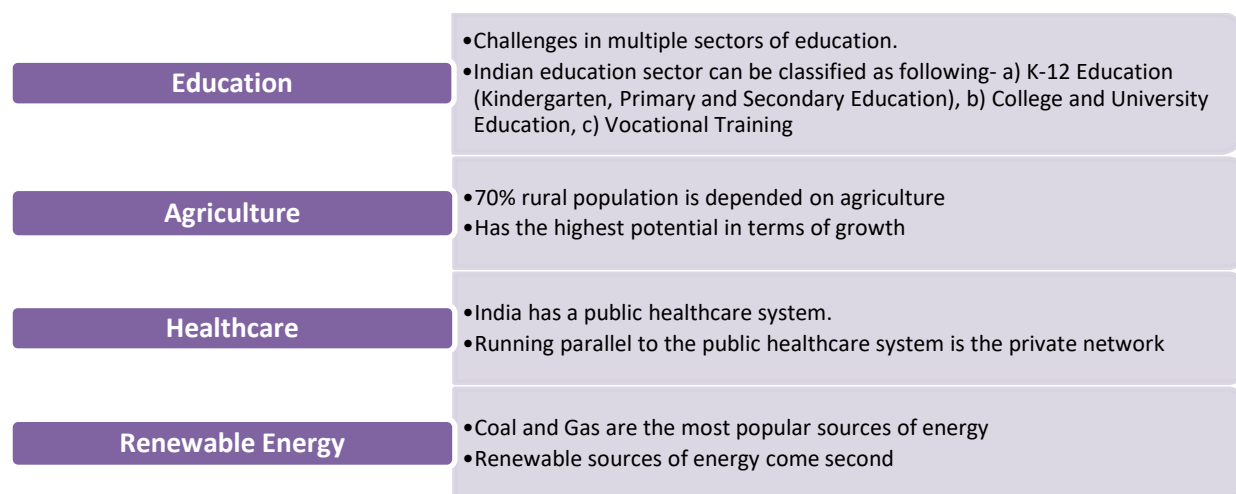 Education
•Challenges in multiple sectors of education.
•Indian education sector can be classified as following- a) K-12 Education
(Kindergarten, Primary and Secondary Education), b) College and University
Education, c) Vocational Training
Agriculture
•70% rural population is depended on agriculture
•Has the highest potential in terms of growth
Healthcare
•India has a public healthcare system.
•Running parallel to the public healthcare system is the private network
Renewable Energy
•Coal and Gas are the most popular sources of energy
•Renewable sources of energy come second